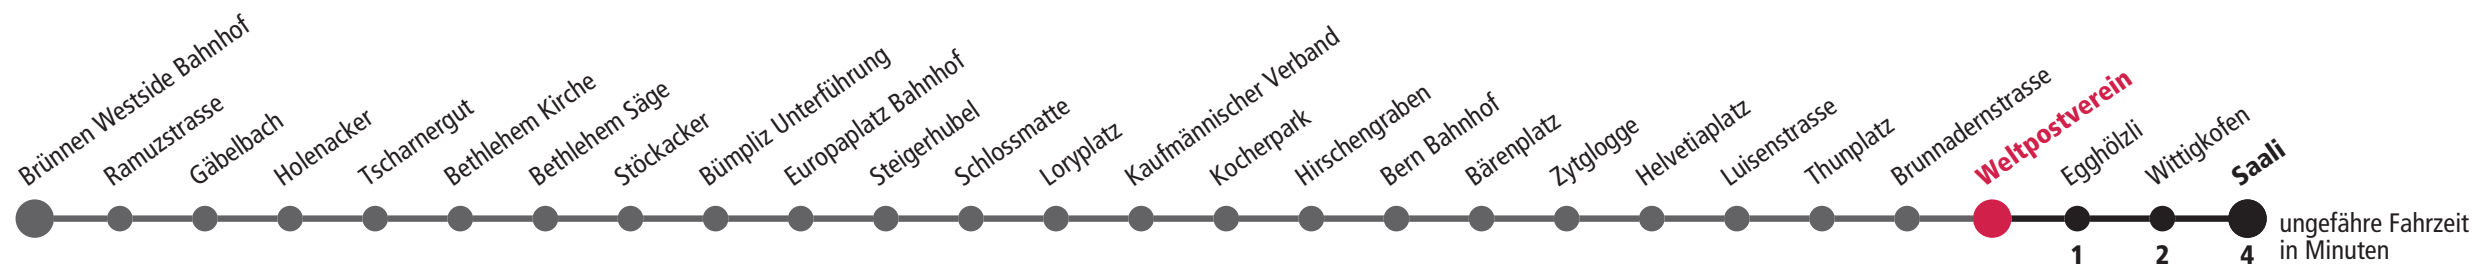 Brünnen Westside Bahnhof
Ramuzstrasse
Gäbelbach
Holenacker
Tscharnergut
Bethlehem Kirche
Bethlehem Säge
Stöckacker
Bümpliz Unterführung
Europaplatz Bahnhof
Steigerhubel
Schlossmatte
Loryplatz
Kaufmännischer Verband
Kocherpark
Hirschengraben
Bern Bahnhof
Bärenplatz
Zytglogge
Helvetiaplatz
Luisenstrasse
Thunplatz
Brunnadernstrasse
Weltpostverein
Egghölzli
Wittigkofen
Saali
1 2 4
ungefähre Fahrzeit
in Minuten